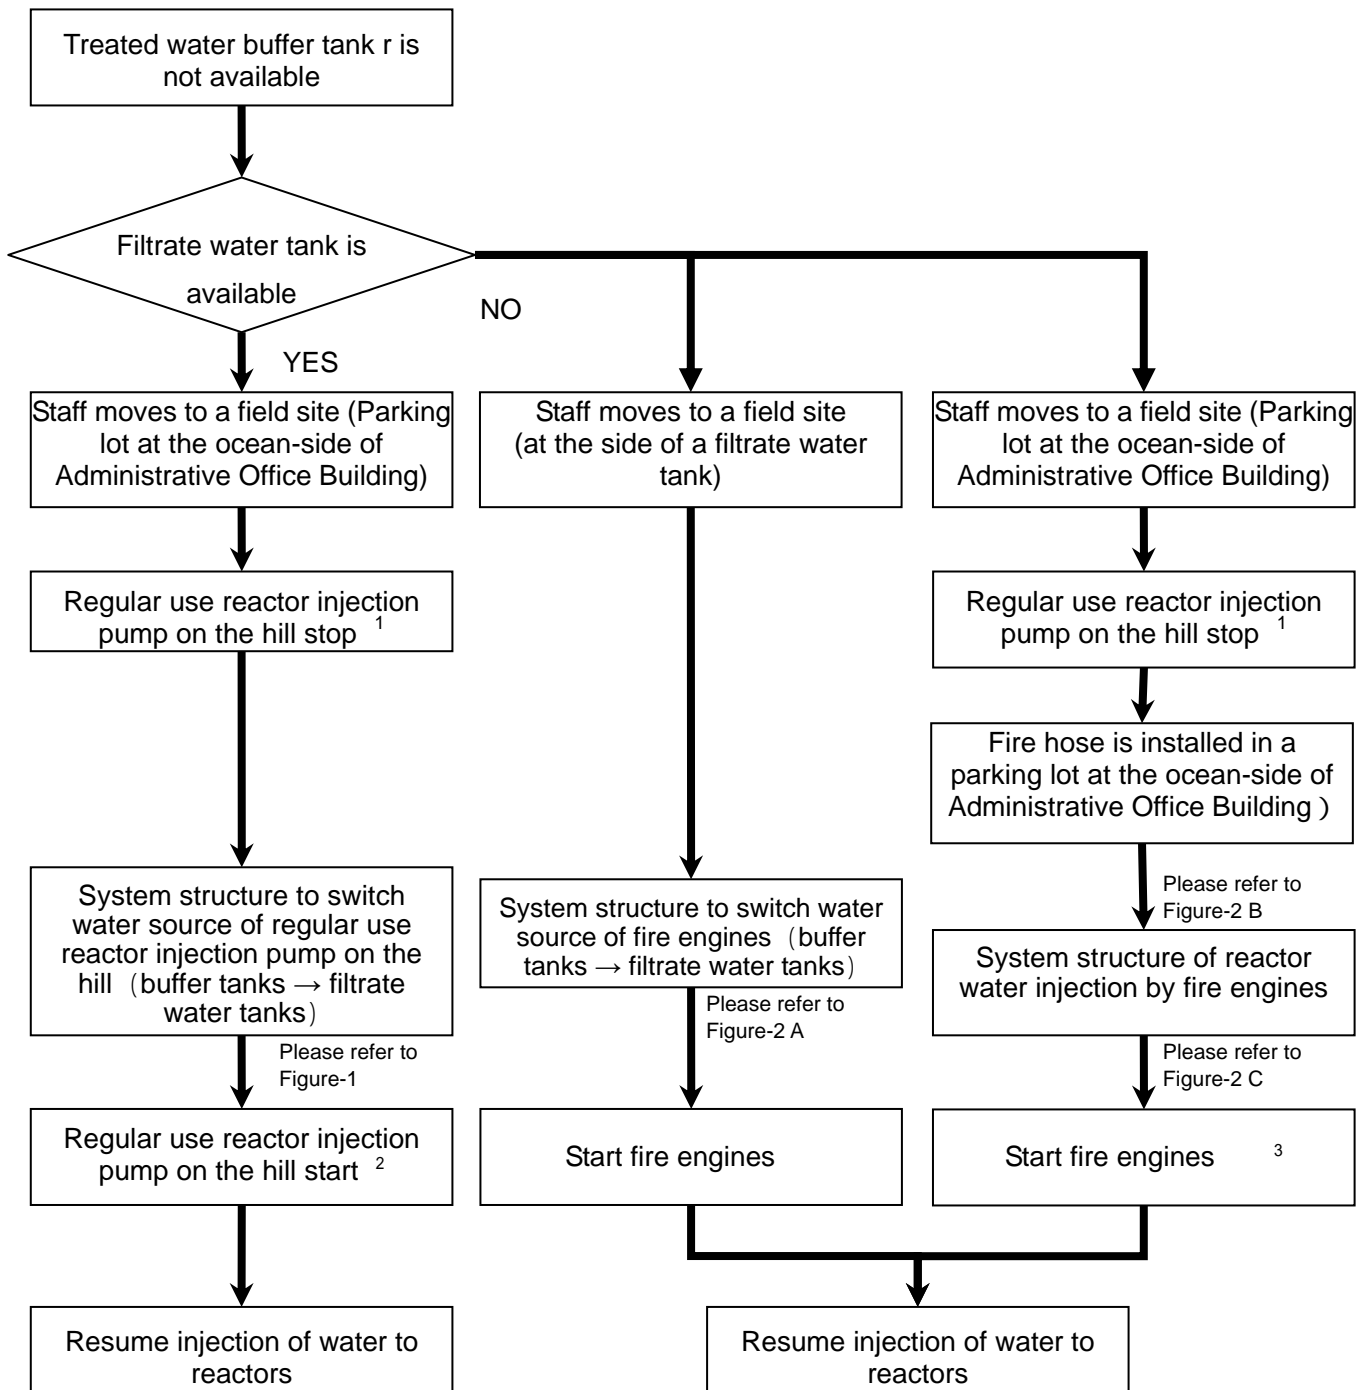 Treated water buffer tank r is
not available
Filtrate water tank is
available
NO
YES
Staff moves to a field site (Parking
lot at the ocean-side of
Administrative Office Building)
Staff moves to a field site
(at the side of a filtrate water
tank)
Staff moves to a field site (Parking
lot at the ocean-side of
Administrative Office Building)
Regular use reactor injection
pump on the hill stop 1
Regular use reactor injection
pump on the hill stop 1
Fire hose is installed in a
parking lot at the ocean-side of
Administrative Office Building )
System structure to switch
water source of regular use
reactor injection pump on the
hill (buffer tanks → filtrate
water tanks)
System structure to switch water
source of fire engines (buffer
tanks → filtrate water tanks)
Please refer to
Figure-2 B
System structure of reactor
water injection by fire engines
Please refer to
Figure-1
Please refer to
Figure-2 A
Please refer to
Figure-2 C
Regular use reactor injection
pump on the hill start 2
Start fire engines
Start fire engines 3
Resume injection of water to
reactors
Resume injection of water to
reactors